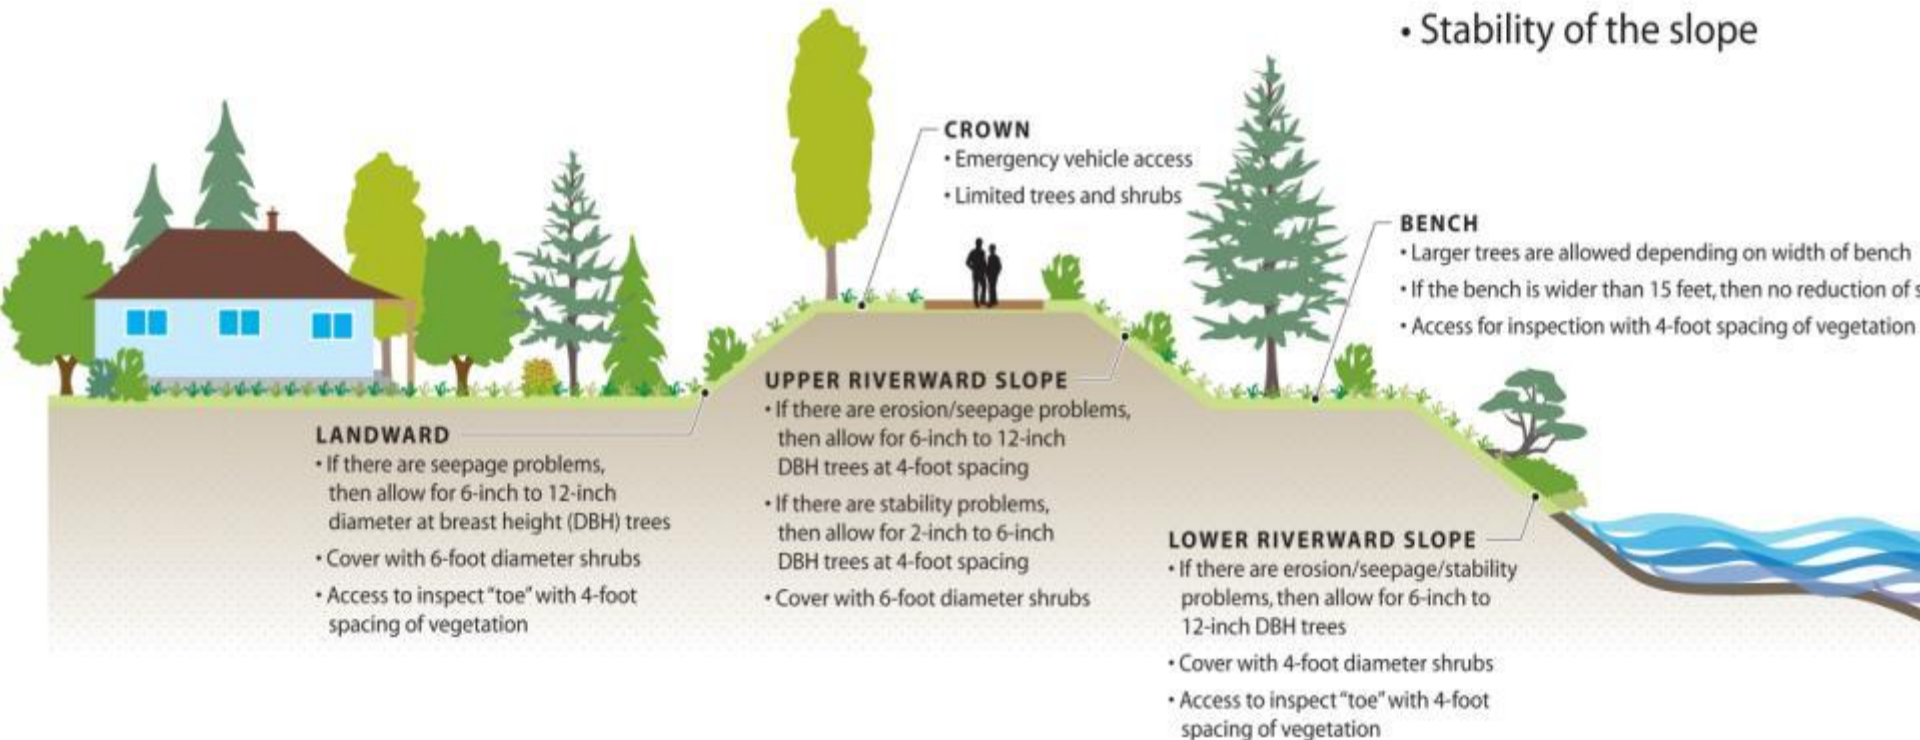 • Stability of the slope
CROWN
• Emergency vehicle access
• Limited trees and shrubs
BENCH
• Larger trees are allowed depending on width of bench
• If the bench is wider than 15 feet, then no reduction of
• Access for inspection with 4-foot spacing of vegetation
LANDWARD
• If there are seepage problems,
then allow for 6-inch to 12-inch
diameter at breast height (DBH) trees
• Cover with 6-foot diameter shrubs
• Access to inspect "toe" with 4-foot
spacing of vegetation
UPPER RIVERWARD SLOPE
• If there are erosion/seepage problems,
then allow for 6-inch to 12-inch
DBH trees at 4-foot spacing
• If there are stability problems,
then allow for 2-inch to 6-inch
DBH trees at 4-foot spacing
• Cover with 6-foot diameter shrubs
LOWER RIVERWARD SLOPE
• If there are erosion/seepage/stability
problems, then allow for 6-inch to
12-inch DBH trees
• Cover with 4-foot diameter shrubs
• Access to inspect "toe" with 4-foot
spacing of vegetation